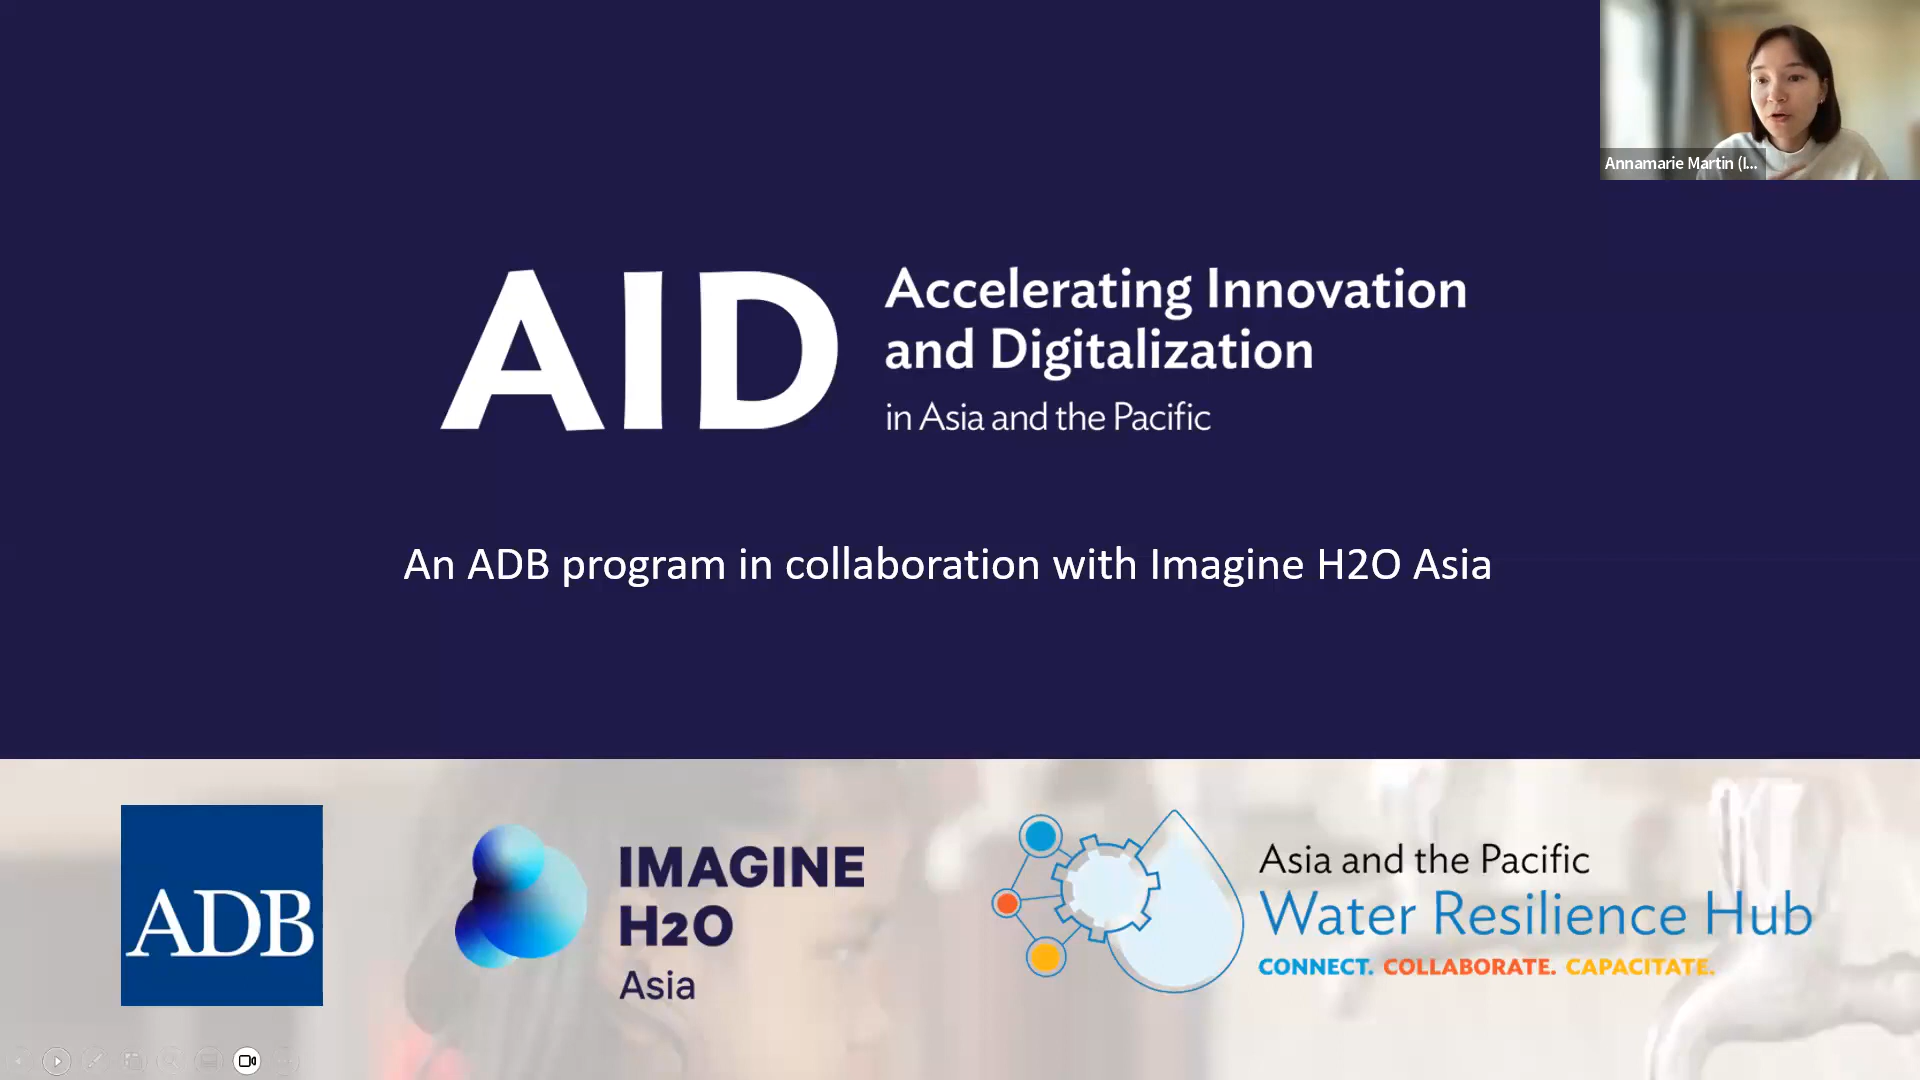 Annamarie Martin (I...
AID
Accelerating Innovation
and Digitalization
in Asia and the Pacific
An ADB program in collaboration with Imagine H2O Asia
ADB
IMAGINE
H2O
Asia
Asia and the Pacific
Water Resilience Hub
CONNECT. COLLABORATE. CAPACITATE.